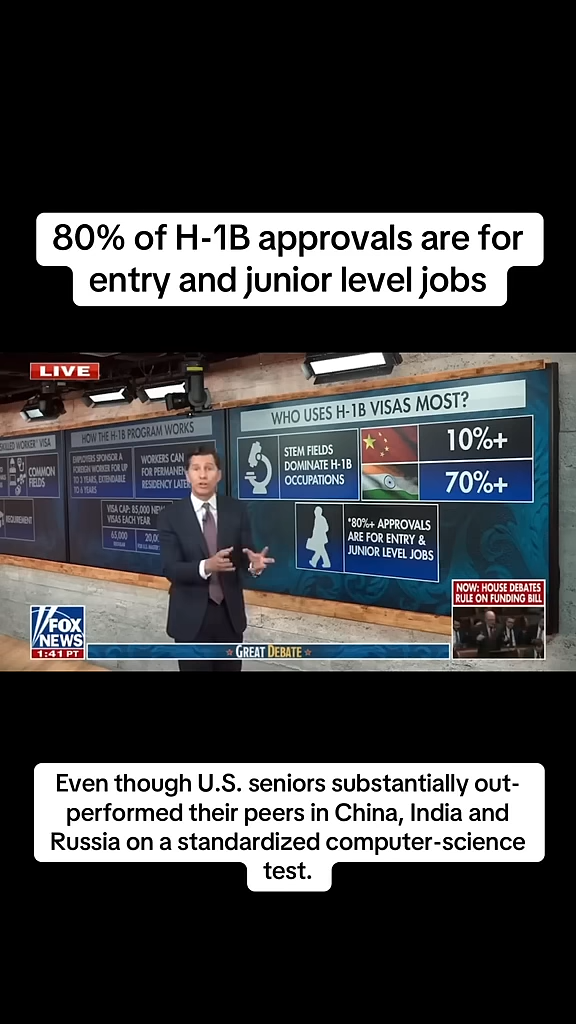 80% of H-1B approvals are for
entry and junior level jobs
LIVE
SKILLED WORKER' VISA
COMMON
FIELDS
REQUIREMENT
HOW THE H-1B PROGRAM WORKS
EMPLOYERS SPONSOR A
FOREIGN WORKER FOR UP
TO 3 YEARS, EXTENDABLE
TO 6 YEARS
WORKERS CAN
FOR PERMANEN
RESIDENCY LATER
VISA CAP: 85,000 NEW
VISAS EACH YEAR
65,000
REGULAR
20,00
WHO USES H-1B VISAS MOST?
STEM FIELDS
DOMINATE H-1B
OCCUPATIONS
10%+
70%+
*80%+ APPROVALS
ARE FOR ENTRY &
JUNIOR LEVEL JOBS
NOW: HOUSE DEBATES
RULE ON FUNDING BILL
FOX
NEWS
1:41 PT
GREAT DEBATE
Even though U.S. seniors substantially out-
performed their peers in China, India and
Russia on a standardized computer-science
test.